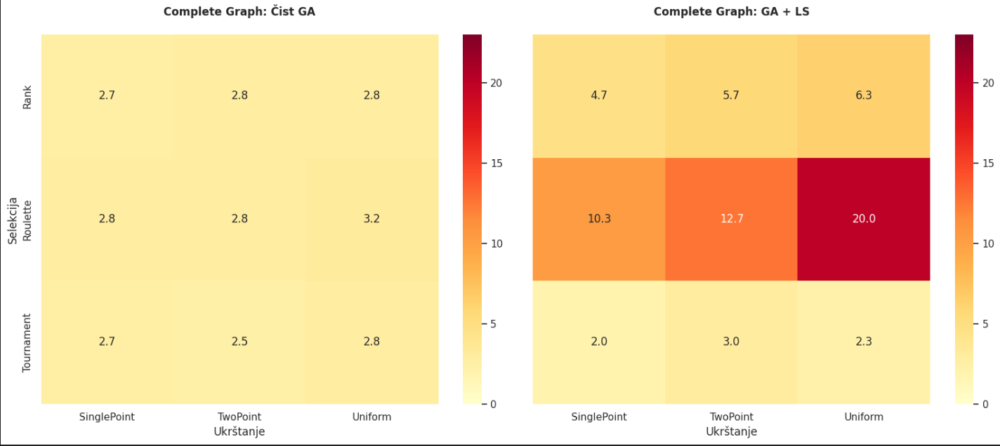 Complete Graph: Čist GA
Selekcija
Rank
2.7 2.8 2.8
Roulette
2.8 2.8 3.2
Tournament
2.7 2.5 2.8
SinglePoint TwoPoint Uniform
Ukrštanje
20
15
10
5
0
Complete Graph: GA + LS
4.7 5.7 6.3
10.3 12.7 20.0
2.0 3.0 2.3
SinglePoint TwoPoint Uniform
Ukrštanje
20
15
10
5
0